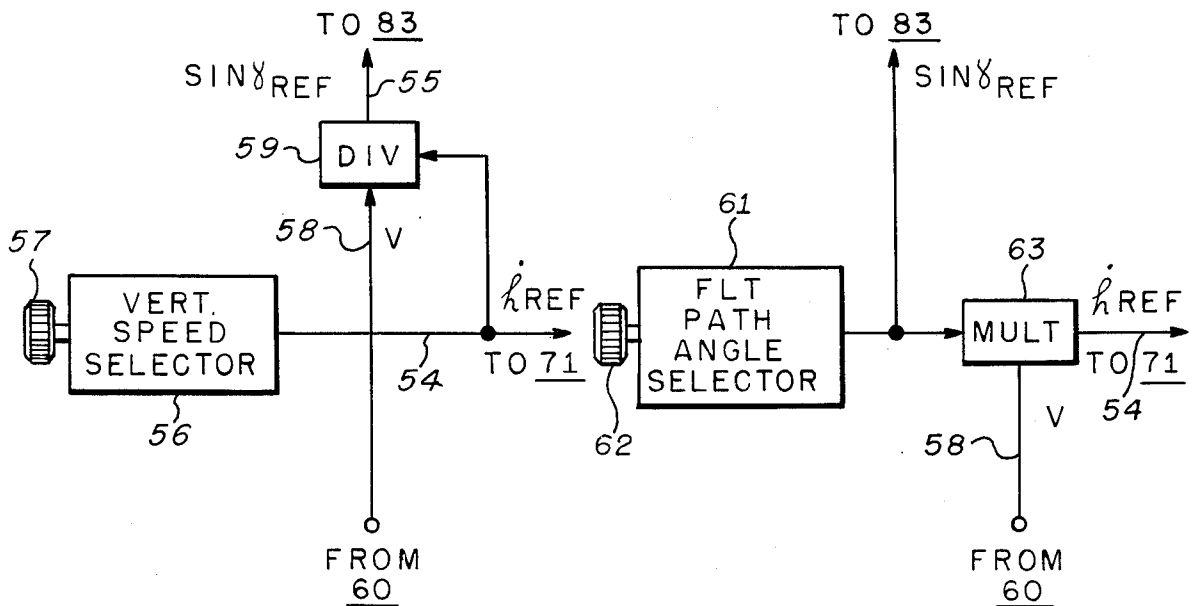 TO 83
SINγREF
55
59
DIV
58
V
57
VERT.
SPEED
SELECTOR
56
54
ḣREF
TO 71
FROM
60
TO 83
SINγREF
61
FLT
PATH
ANGLE
SELECTOR
62
63
MULT
ḣREF
TO 71
54
58
V
FROM
60